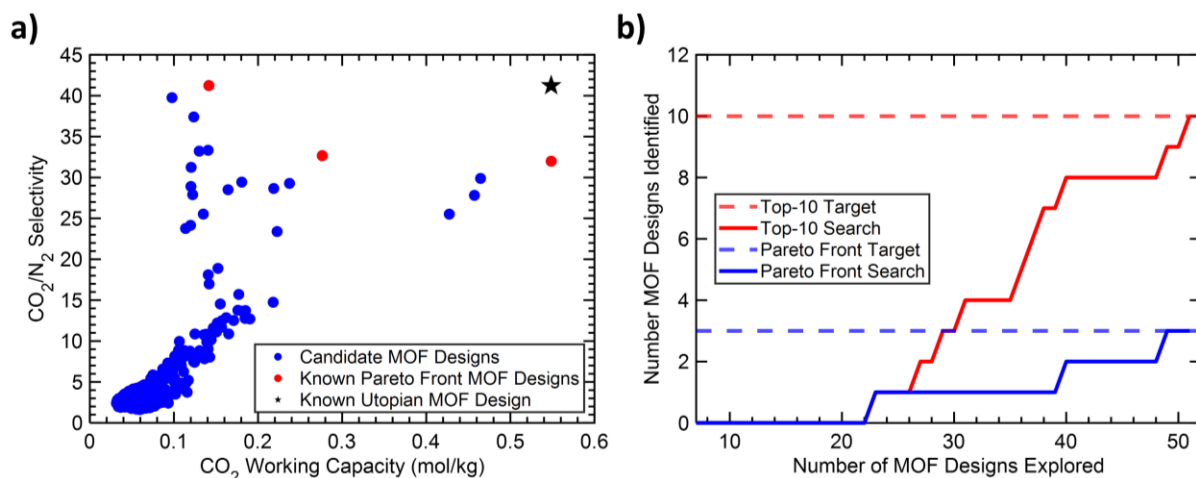 a)
45
40
35
30
25
20
15
10
5
0
CO₂/N₂ Selectivity
Candidate MOF Designs
Known Pareto Front MOF Designs
Known Utopian MOF Design
0 0.1 0.2 0.3 0.4 0.5 0.6
CO₂ Working Capacity (mol/kg)
b)
12
10
8
6
4
2
0
Number MOF Designs Identified
Top-10 Target
Top-10 Search
Pareto Front Target
Pareto Front Search
10 20 30 40 50
Number of MOF Designs Explored